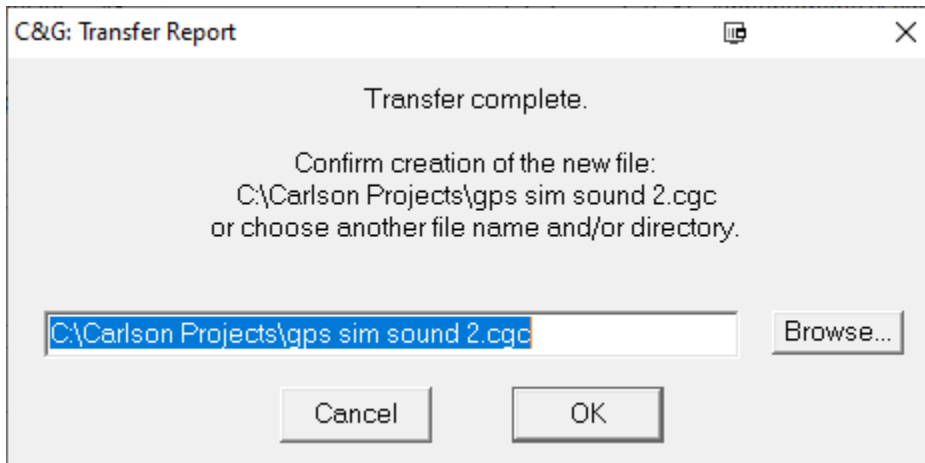 C&G: Transfer Report
Transfer complete.
Confirm creation of the new file:
C:\Carlson Projects\gps sim sound 2.cgc
or choose another file name and/or directory.
C:\Carlson Projects\gps sim sound 2.cgc
Browse...
Cancel
OK